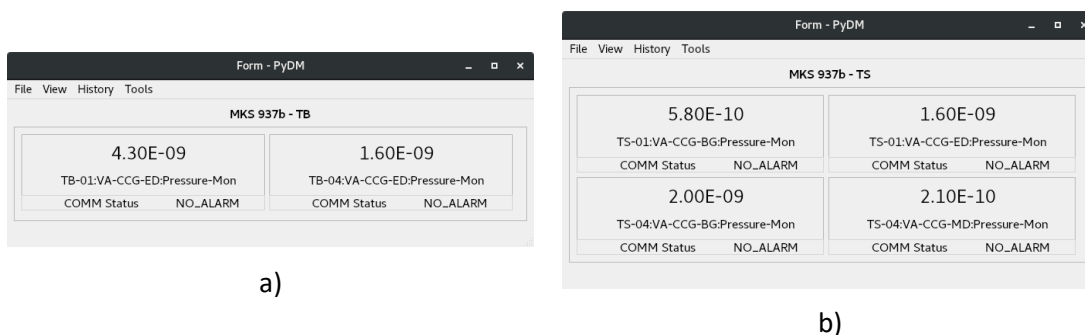 Form - PyDM
File View History Tools
MKS 937b - TB
4.30E-09 1.60E-09
TB-01:VA-CCG-ED:Pressure-Mon TB-04:VA-CCG-ED:Pressure-Mon
COMM Status NO_ALARM COMM Status NO_ALARM
a)
Form - PyDM
File View History Tools
MKS 937b - TS
5.80E-10 1.60E-09
TS-01:VA-CCG-BG:Pressure-Mon TS-01:VA-CCG-ED:Pressure-Mon
COMM Status NO_ALARM COMM Status NO_ALARM
2.00E-09 2.10E-10
TS-04:VA-CCG-BG:Pressure-Mon TS-04:VA-CCG-MD:Pressure-Mon
COMM Status NO_ALARM COMM Status NO_ALARM
b)